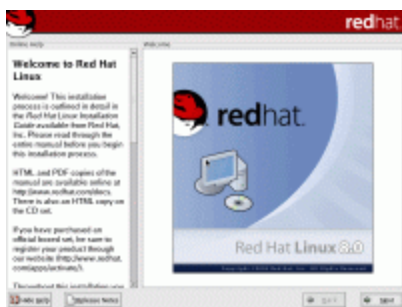 redhat.
Online Help
Welcome
Welcome to Red Hat
Linux
Welcome! This installation
process is outlined in detail in
the Red Hat Linux Installation
Guide available from Red Hat,
Inc. Please read through the
entire manual before you begin
this installation process.
HTML and PDF copies of the
manual are available online at
http://www.redhat.com/docs.
There is also an HTML copy on
the CD set.
If you have purchased an
official boxed set, be sure to
register your product through
our website (http://www.redhat.
com/apps/activate/).
Throughout this installation you
redhat.
Red Hat Linux 8.0
Hide Help
Release Notes
Back
Next